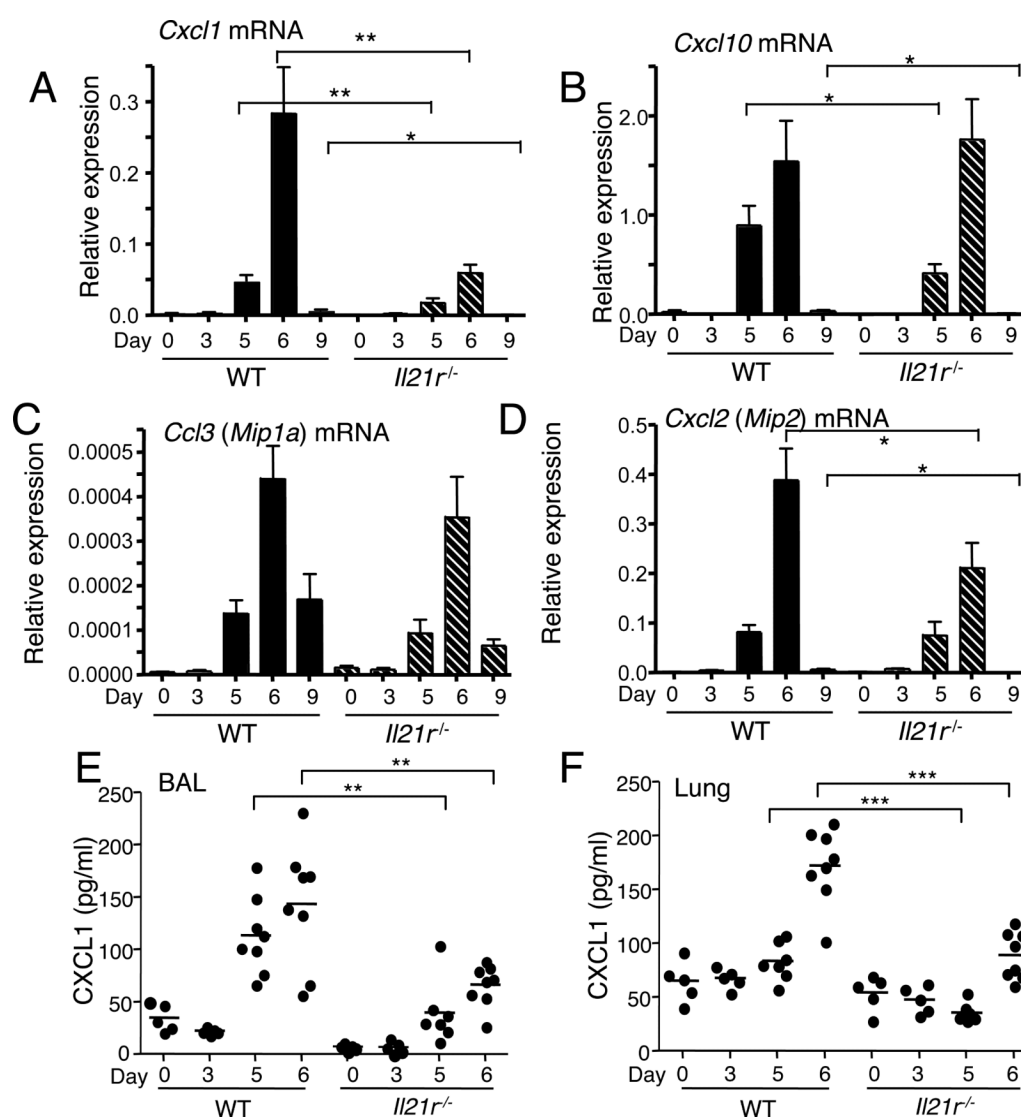 A
Cxcl1 mRNA
**
**
*
Relative expression
0.3
0.2
0.1
0.0
Day 0 3 5 6 9 0 3 5 6 9
WT Il21r-/-
B
Cxcl10 mRNA
*
*
Relative expression
2.0
1.0
0.0
Day 0 3 5 6 9 0 3 5 6 9
WT Il21r-/-
C
Ccl3 (Mip1a) mRNA
Relative expression
0.0005
0.0004
0.0003
0.0002
0.0001
0.0000
Day 0 3 5 6 9 0 3 5 6 9
WT Il21r-/-
D
Cxcl2 (Mip2) mRNA
*
*
Relative expression
0.5
0.4
0.3
0.2
0.1
0.0
Day 0 3 5 6 9 0 3 5 6 9
WT Il21r-/-
E
BAL
**
**
CXCL1 (pg/ml)
250
200
150
100
50
0
Day 0 3 5 6 0 3 5 6
WT Il21r-/-
F
Lung
***
***
CXCL1 (pg/ml)
250
200
150
100
50
0
Day 0 3 5 6 0 3 5 6
WT Il21r-/-